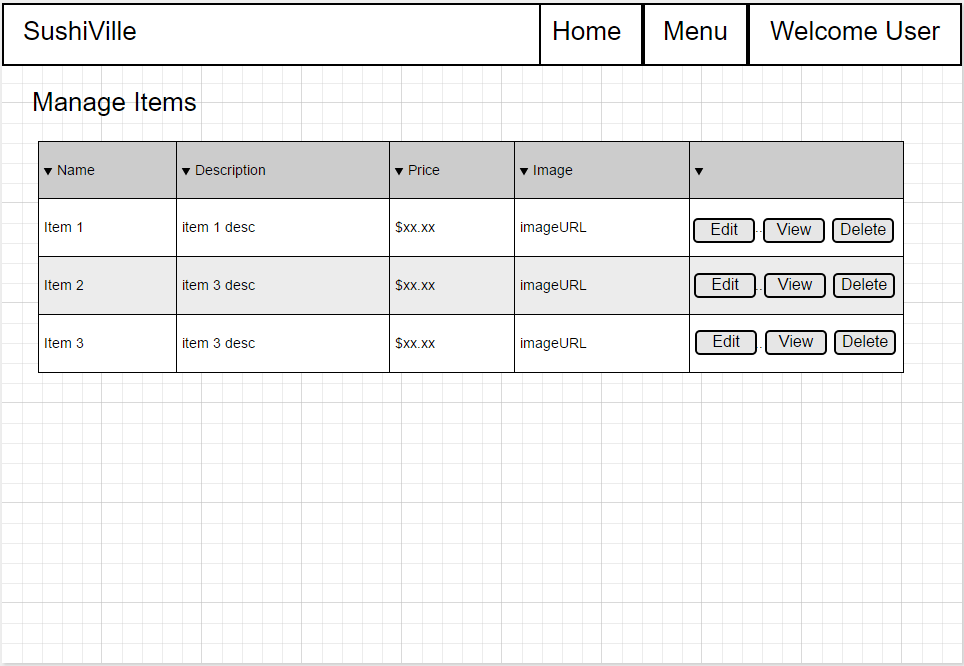 SushiVille Home Menu Welcome User
Manage Items
▼ Name ▼ Description ▼ Price ▼ Image ▼
Item 1 item 1 desc $xx.xx imageURL Edit .. View Delete
Item 2 item 3 desc $xx.xx imageURL Edit .. View Delete
Item 3 item 3 desc $xx.xx imageURL Edit . View Delete